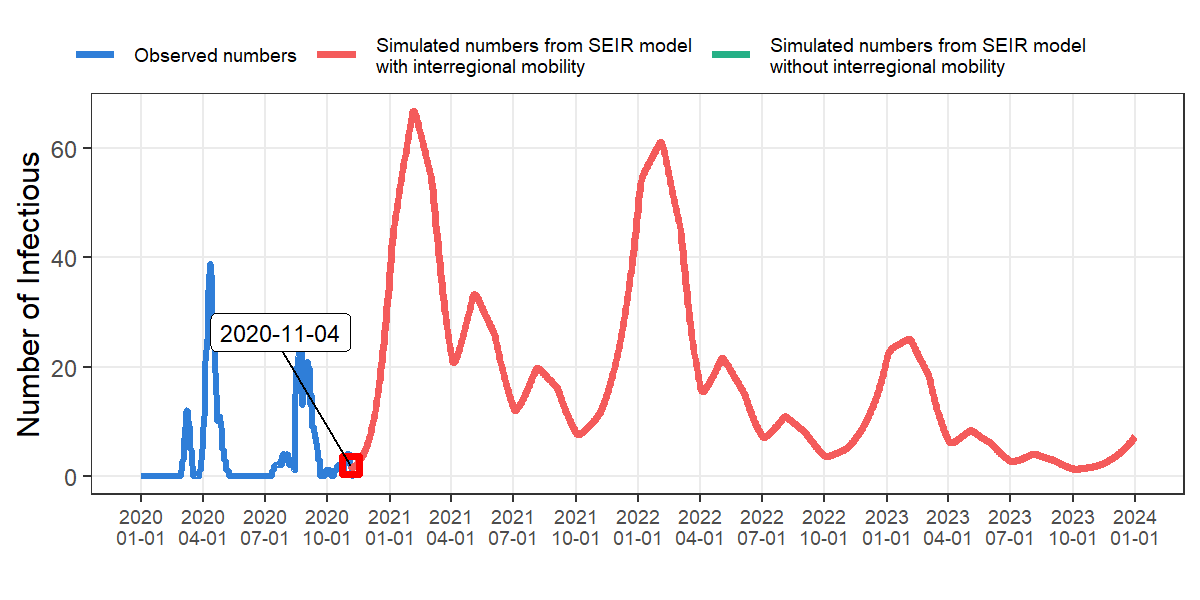 Observed numbers
Simulated numbers from SEIR model
with interregional mobility
Simulated numbers from SEIR model
without interregional mobility
Number of Infectious
60
40
20
0
2020-11-04
2020 2020 2020 2020 2021 2021 2021 2021 2022 2022 2022 2022 2023 2023 2023 2023 2024
01-01 04-01 07-01 10-01 01-01 04-01 07-01 10-01 01-01 04-01 07-01 10-01 01-01 04-01 07-01 10-01 01-01